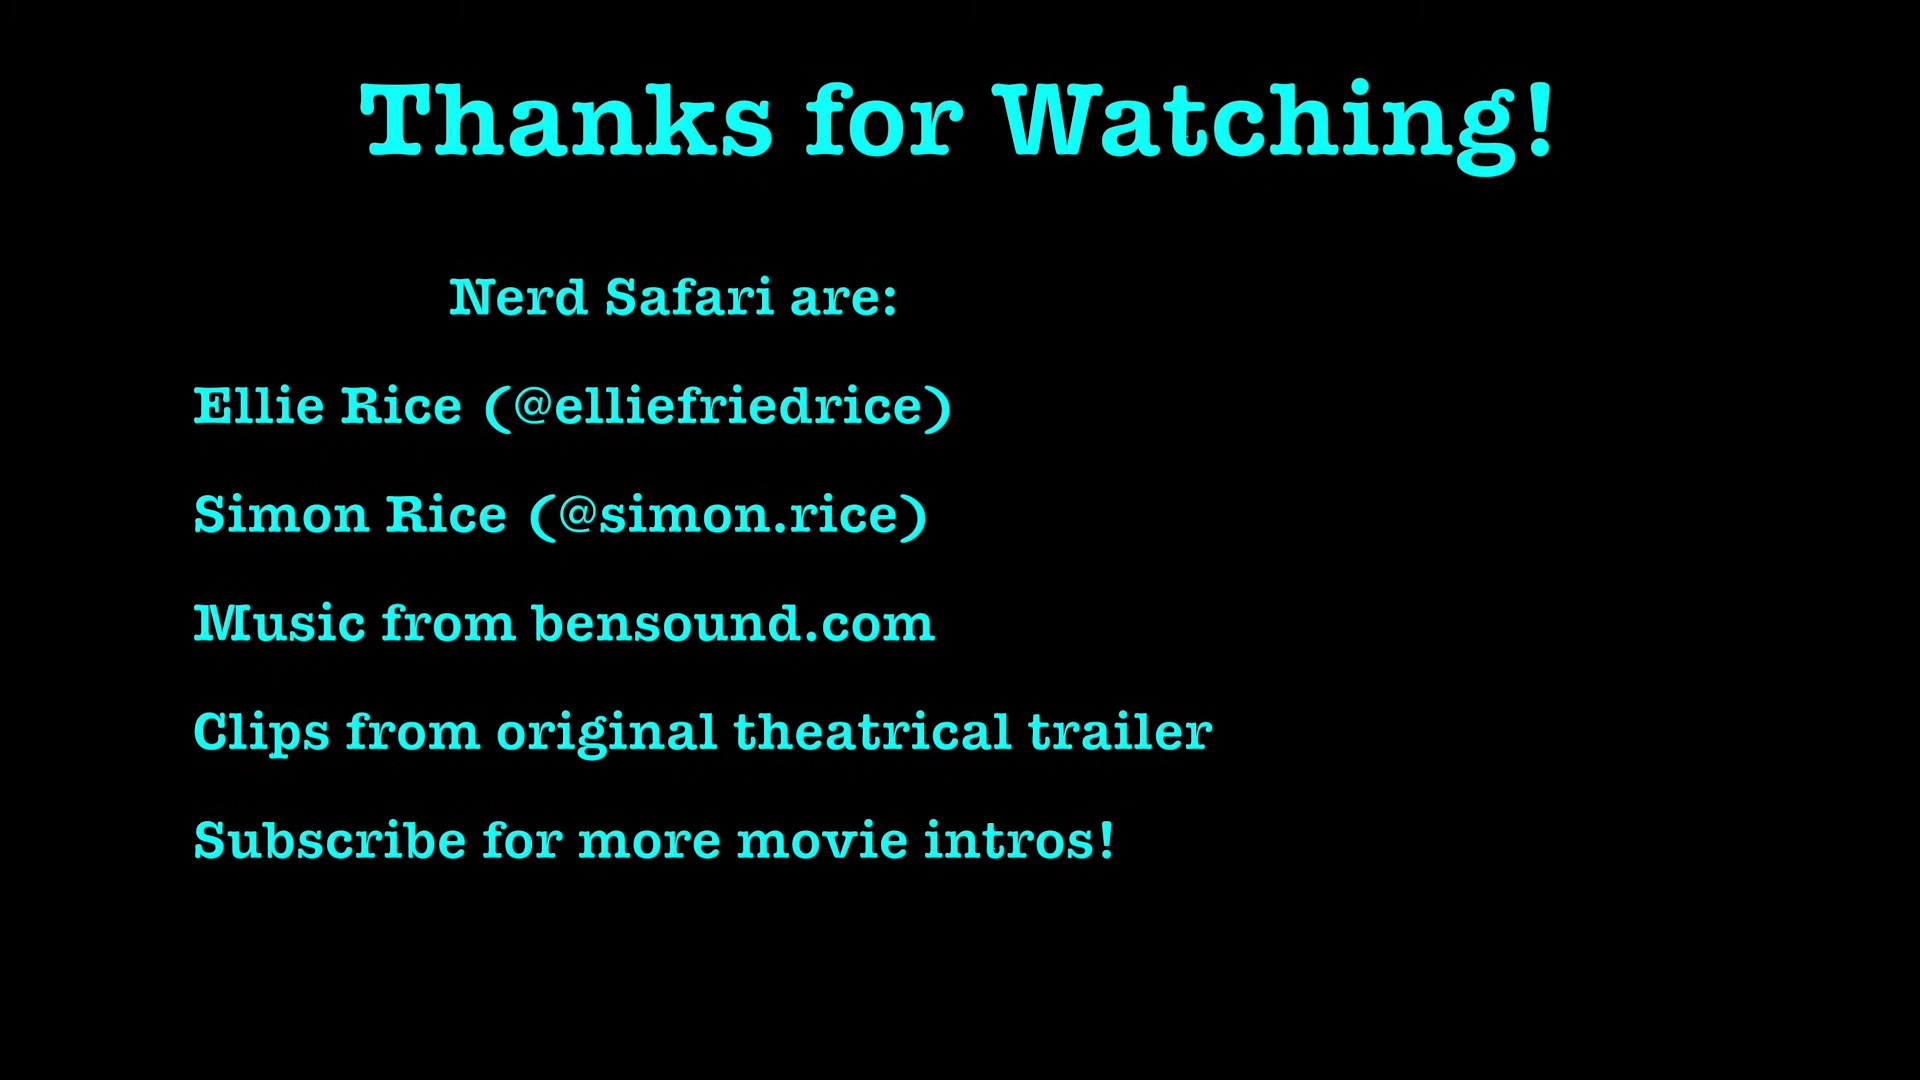 Thanks for Watching!
Nerd Safari are:
Ellie Rice (@elliefriedrice)
Simon Rice (@simon.rice)
Music from bensound.com
Clips from original theatrical trailer
Subscribe for more movie intros!